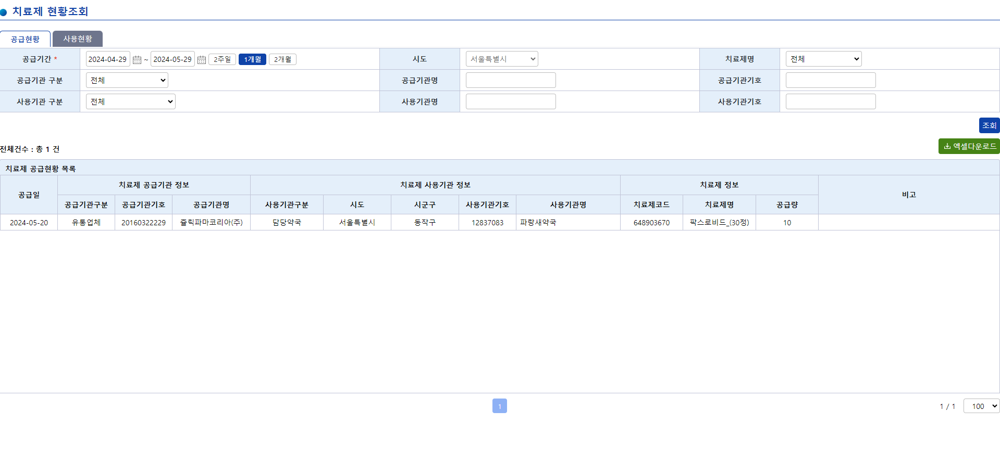 치료제 현황조회
공급현황 사용현황
공급기간 * 2024-04-29 ~ 2024-05-29 2주일 1개월 2개월 시도 서울특별시 치료제명 전체
공급기관 구분 전체 공급기관명 공급기관기호
사용기관 구분 전체 사용기관명 사용기관기호
조회
전체건수 : 총 1 건 엑셀다운로드
치료제 공급현황 목록
공급일 치료제 공급기관 정보 치료제 사용기관 정보 치료제 정보 비고
공급기관구분 공급기관기호 공급기관명 사용기관구분 시도 시군구 사용기관기호 사용기관명 치료제코드 치료제명 공급량
2024-05-20 유통업체 20160322229 쥴릭파마코리아(주) 담당약국 서울특별시 동작구 12837083 파랑새약국 648903670 팍스로비드_(30정) 10
1 1 / 1 100